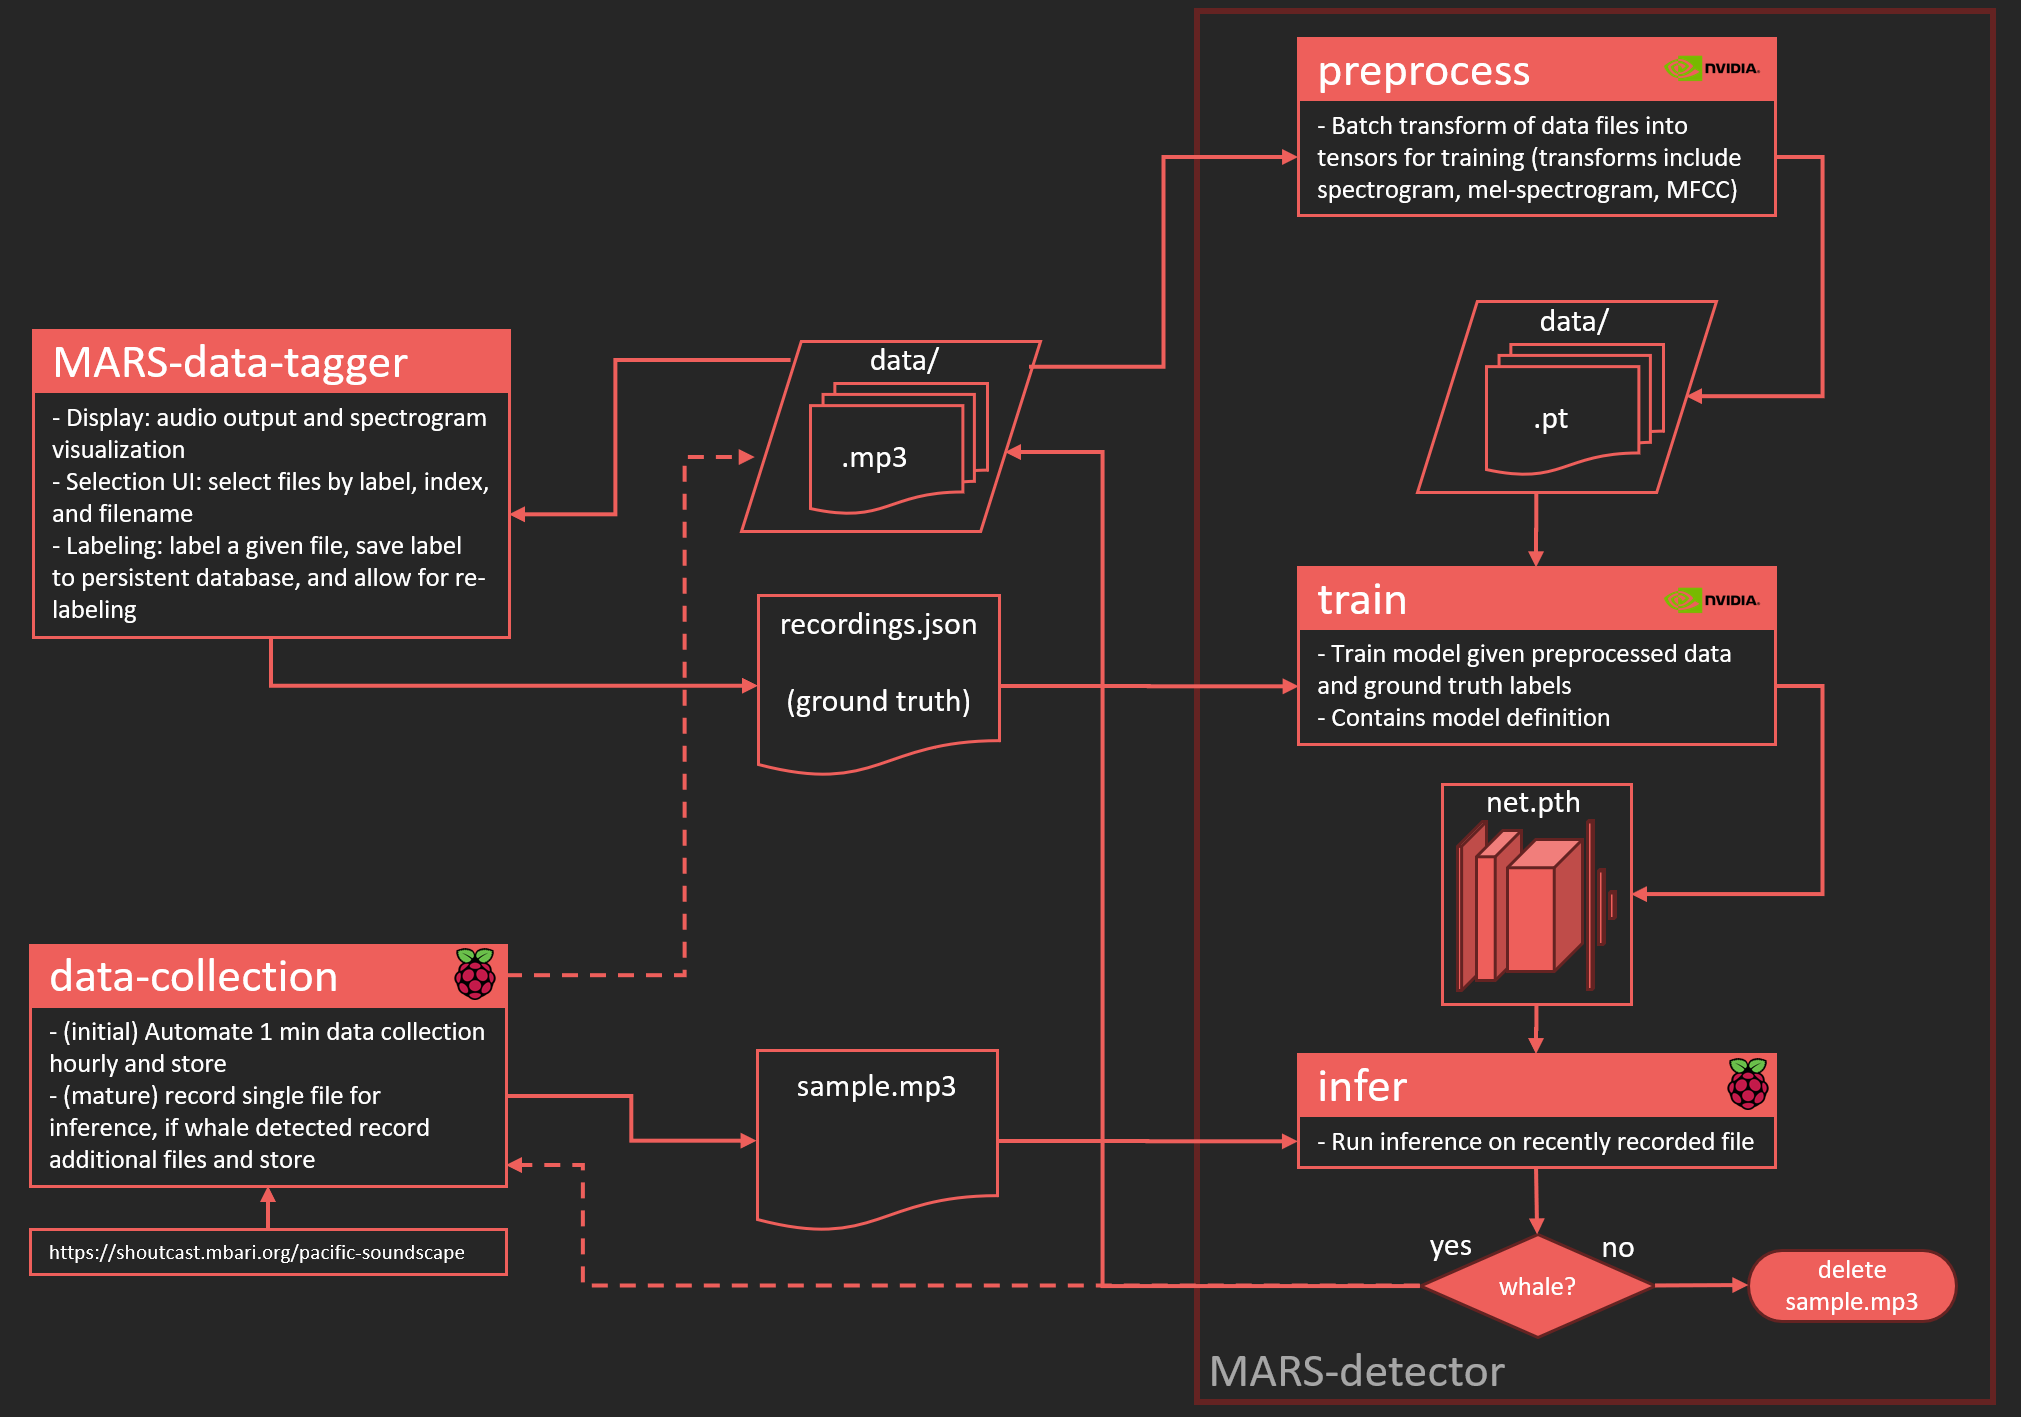 preprocess
NVIDIA.
- Batch transform of data files into
tensors for training (transforms include
spectrogram, mel-spectrogram, MFCC)
data/
.pt
MARS-data-tagger
- Display: audio output and spectrogram
visualization
- Selection UI: select files by label, index,
and filename
- Labeling: label a given file, save label
to persistent database, and allow for re-
labeling
data/
.mp3
recordings.json
(ground truth)
train
NVIDIA.
- Train model given preprocessed data
and ground truth labels
- Contains model definition
net.pth
data-collection
- (initial) Automate 1 min data collection
hourly and store
- (mature) record single file for
inference, if whale detected record
additional files and store
https://shoutcast.mbari.org/pacific-soundscape
sample.mp3
infer
- Run inference on recently recorded file
yes
no
whale?
delete
sample.mp3
MARS-detector